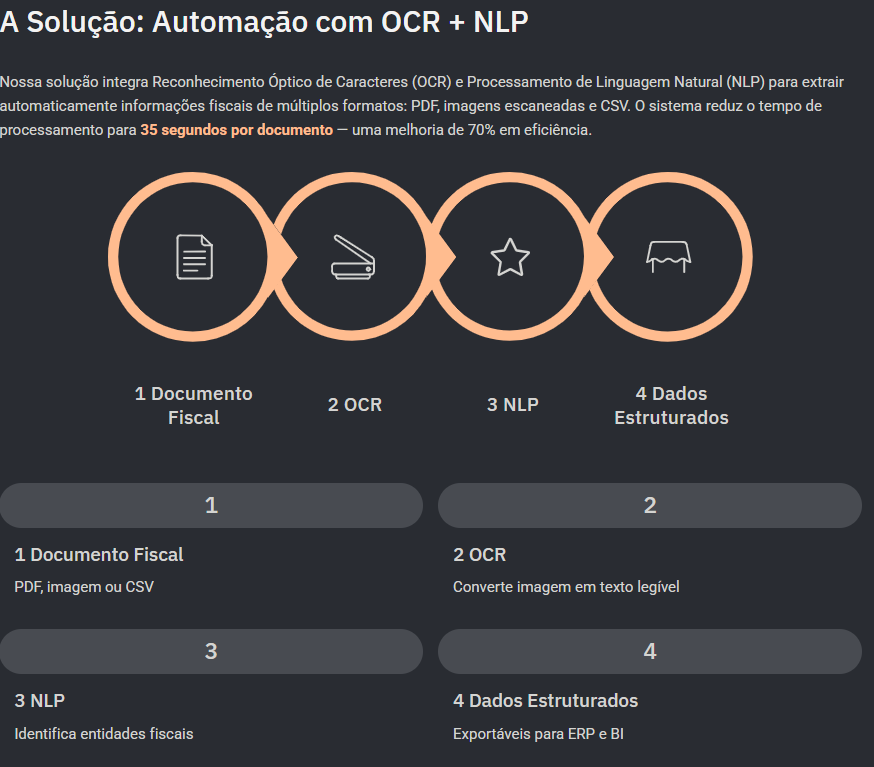 A Solução: Automação com OCR + NLP
Nossa solução integra Reconhecimento Óptico de Caracteres (OCR) e Processamento de Linguagem Natural (NLP) para extrair
automaticamente informações fiscais de múltiplos formatos: PDF, imagens escaneadas e CSV. O sistema reduz o tempo de
processamento para 35 segundos por documento — uma melhoria de 70% em eficiência.
1 Documento
Fiscal
2 OCR
3 NLP
4 Dados
Estruturados
1
1 Documento Fiscal
PDF, imagem ou CSV
2
2 OCR
Converte imagem em texto legível
3
3 NLP
Identifica entidades fiscais
4
4 Dados Estruturados
Exportáveis para ERP e BI